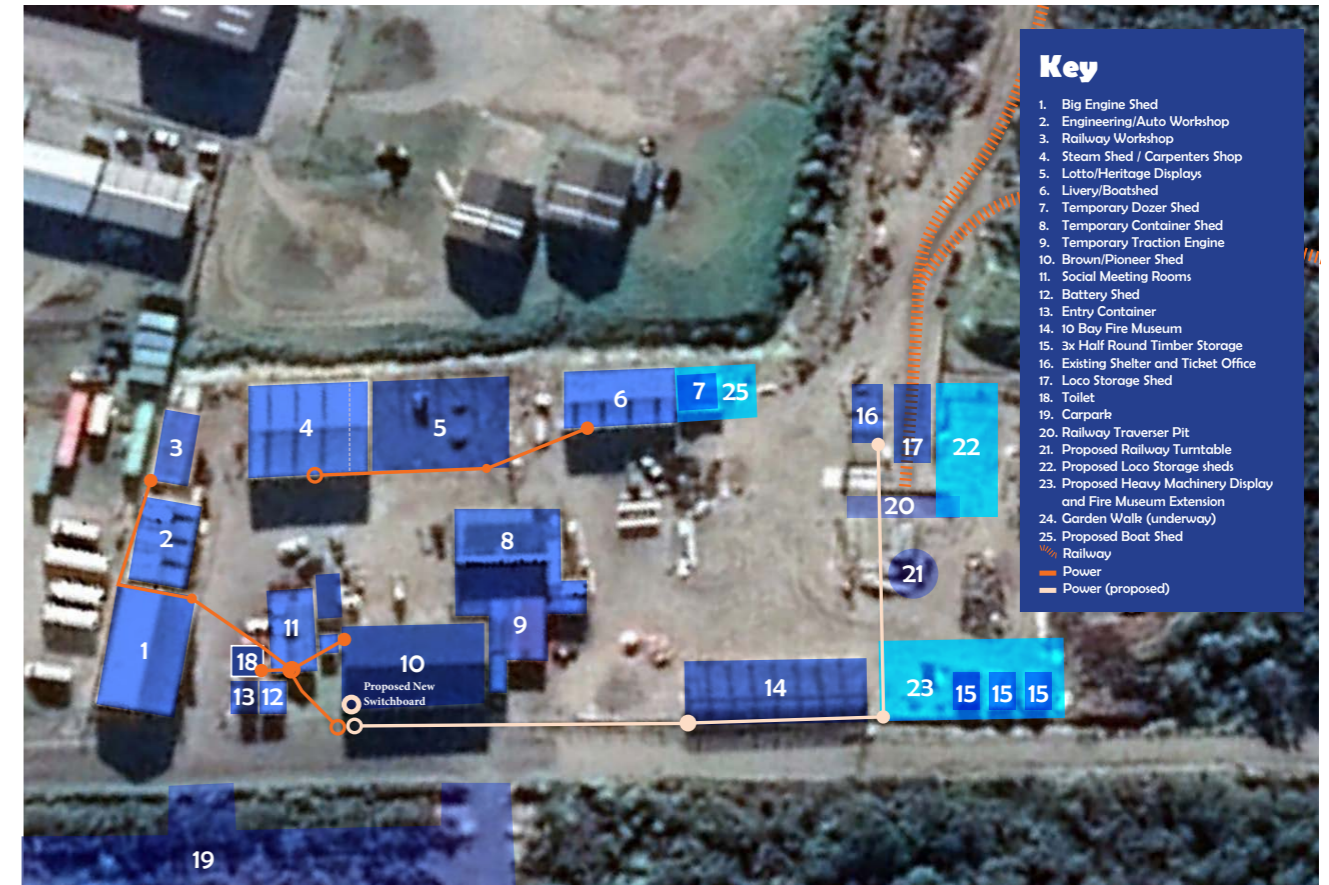 Key
1. Big Engine Shed
2. Engineering/Auto Workshop
3. Railway Workshop
4. Steam Shed / Carpenters Shop
5. Lotto/Heritage Displays
6. Livery/Boatshed
7. Temporary Dozer Shed
8. Temporary Container Shed
9. Temporary Traction Engine
10. Brown/Pioneer Shed
11. Social Meeting Rooms
12. Battery Shed
13. Entry Container
14. 10 Bay Fire Museum
15. 3x Half Round Timber Storage
16. Existing Shelter and Ticket Office
17. Loco Storage Shed
18. Toilet
19. Carpark
20. Railway Traverser Pit
21. Proposed Railway Turntable
22. Proposed Loco Storage sheds
23. Proposed Heavy Machinery Display
and Fire Museum Extension
24. Garden Walk (underway)
25. Proposed Boat Shed
Railway
Power
Power (proposed)
7 25
6
16
4
5
3
17
22
20
2
8
21
11
9
1
18
10
Proposed New
Switchboard
13 12
14
23
15 15 15
19